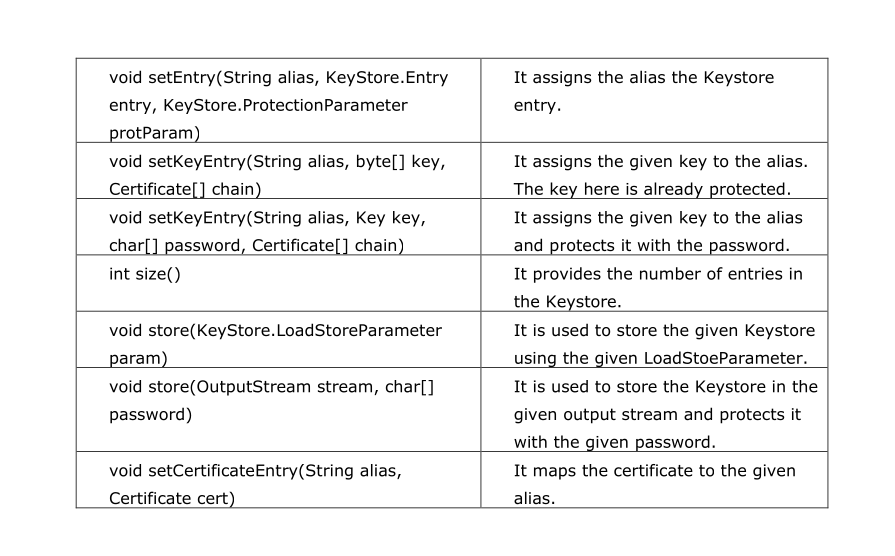 void setEntry(String alias, KeyStore.Entry
entry, KeyStore.ProtectionParameter
protParam)
It assigns the alias the Keystore
entry.
void setKeyEntry(String alias, byte[] key,
Certificate[] chain)
It assigns the given key to the alias.
The key here is already protected.
void setKeyEntry(String alias, Key key,
char[] password, Certificate[] chain)
It assigns the given key to the alias
and protects it with the password.
int size()
It provides the number of entries in
the Keystore.
void store(KeyStore.LoadStoreParameter
param)
It is used to store the given Keystore
using the given LoadStoeParameter.
void store(OutputStream stream, char[]
password)
It is used to store the Keystore in the
given output stream and protects it
with the given password.
void setCertificateEntry(String alias,
Certificate cert)
It maps the certificate to the given
alias.